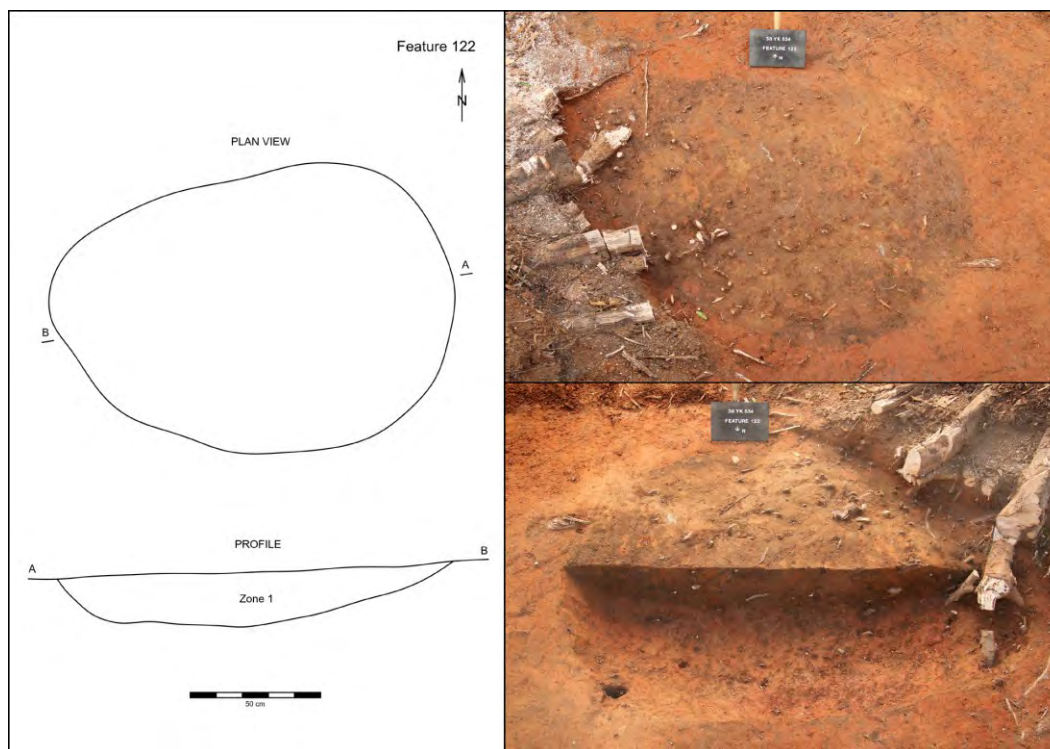 Feature 122
N
PLAN VIEW
A
B
PROFILE
A
B
Zone 1
50 cm
38 YK 534
FEATURE 122
N
38 YK 534
FEATURE 122
N